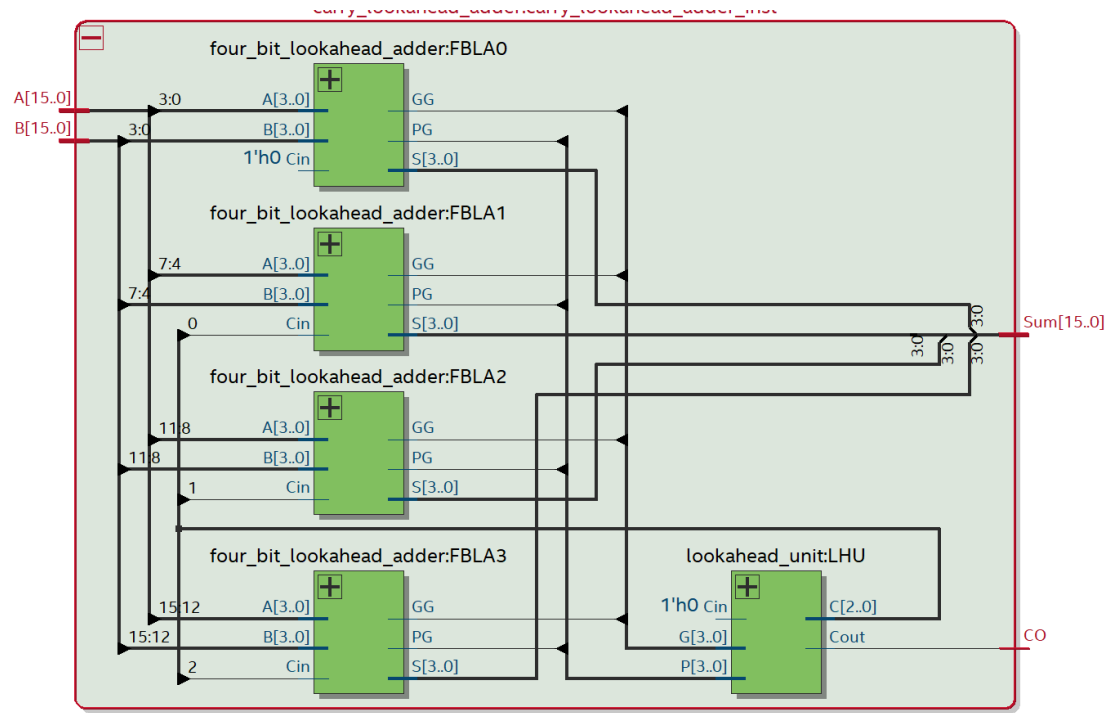 carry_lookahead_adder:carry_lookahead_adder_inst
four_bit_lookahead_adder:FBLA0
A[15..0]
3:0
A[3..0]
GG
B[15..0]
3:0
B[3..0]
PG
1'h0 Cin
S[3..0]
four_bit_lookahead_adder:FBLA1
7:4
A[3..0]
GG
7:4
B[3..0]
PG
0
Cin
S[3..0]
3:0
3:0
3:0
3:0
Sum[15..0]
four_bit_lookahead_adder:FBLA2
11:8
A[3..0]
GG
11:8
B[3..0]
PG
1
Cin
S[3..0]
four_bit_lookahead_adder:FBLA3
15:12
A[3..0]
GG
15:12
B[3..0]
PG
2
Cin
S[3..0]
lookahead_unit:LHU
1'h0 Cin
C[2..0]
G[3..0]
Cout
P[3..0]
CO